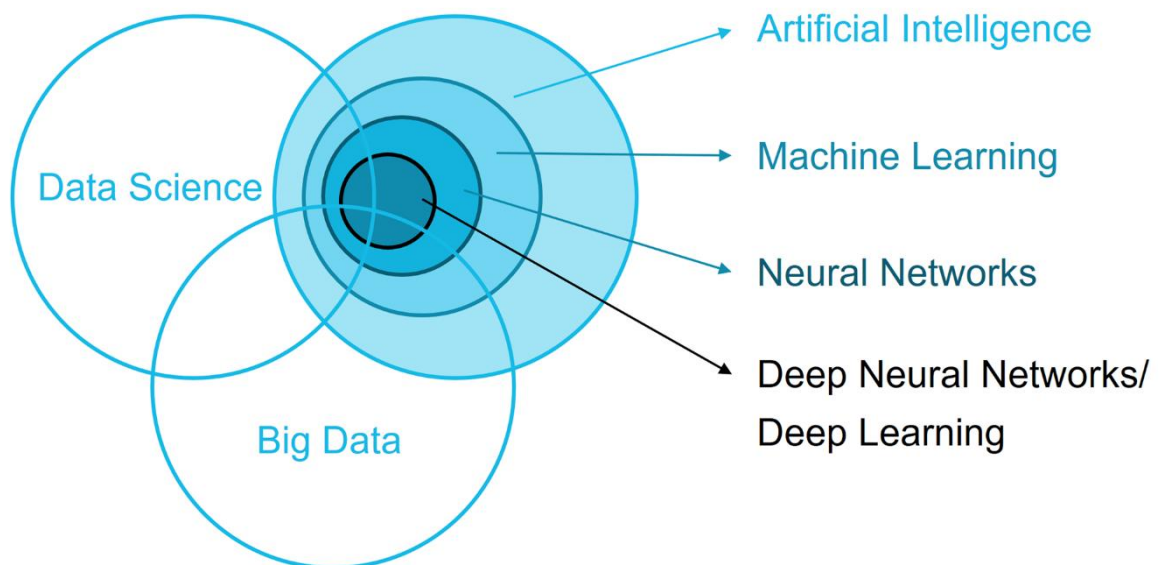 Artificial Intelligence
Data Science
Machine Learning
Neural Networks
Big Data
Deep Neural Networks/
Deep Learning